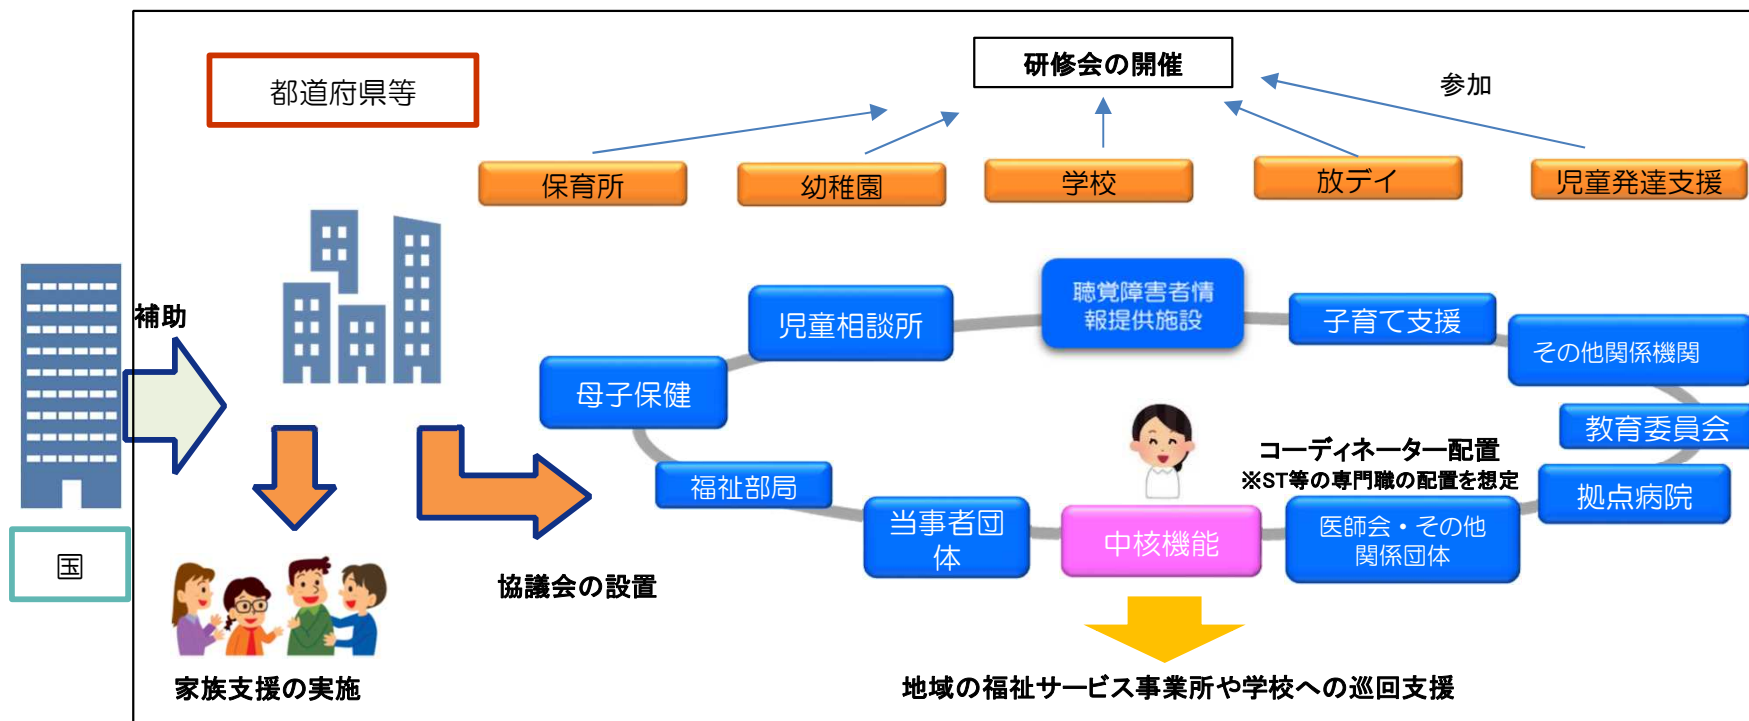 都道府県等
研修会の開催
参加
保育所
幼稚園
学校
放デイ
児童発達支援
補助
国
児童相談所
聴覚障害者情
報提供施設
子育て支援
その他関係機関
母子保健
教育委員会
コーディネーター配置
※ST等の専門職の配置を想定
福祉部局
拠点病院
当事者団
体
中核機能
医師会・その他
関係団体
協議会の設置
家族支援の実施
地域の福祉サービス事業所や学校への巡回支援